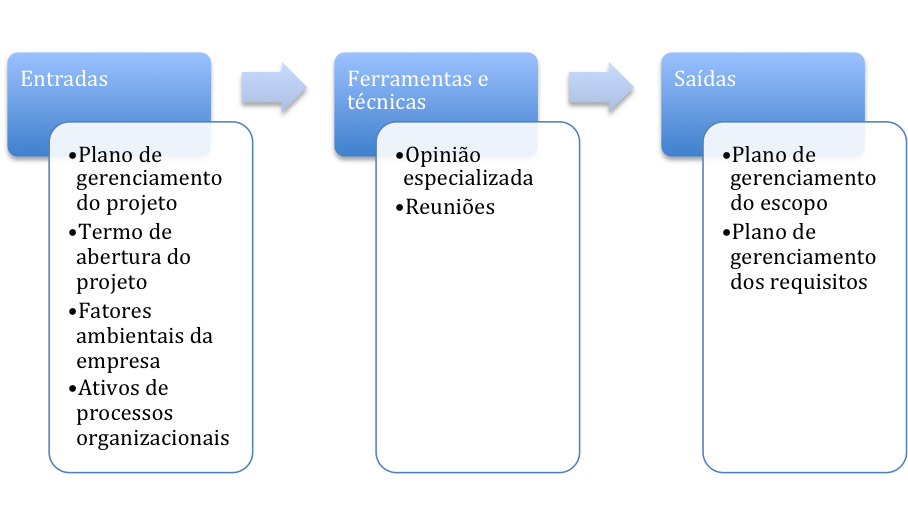 Entradas
•Plano de
gerenciamento
do projeto
•Termo de
abertura do
projeto
•Fatores
ambientais da
empresa
•Ativos de
processos
organizacionais
Ferramentas e
técnicas
•Opinião
especializada
•Reuniões
Saídas
•Plano de
gerenciamento
do escopo
•Plano de
gerenciamento
dos requisitos